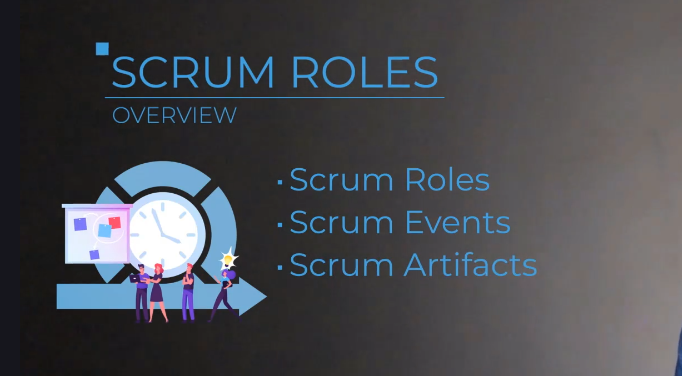 SCRUM ROLES
OVERVIEW
▪ Scrum Roles
▪ Scrum Events
▪ Scrum Artifacts